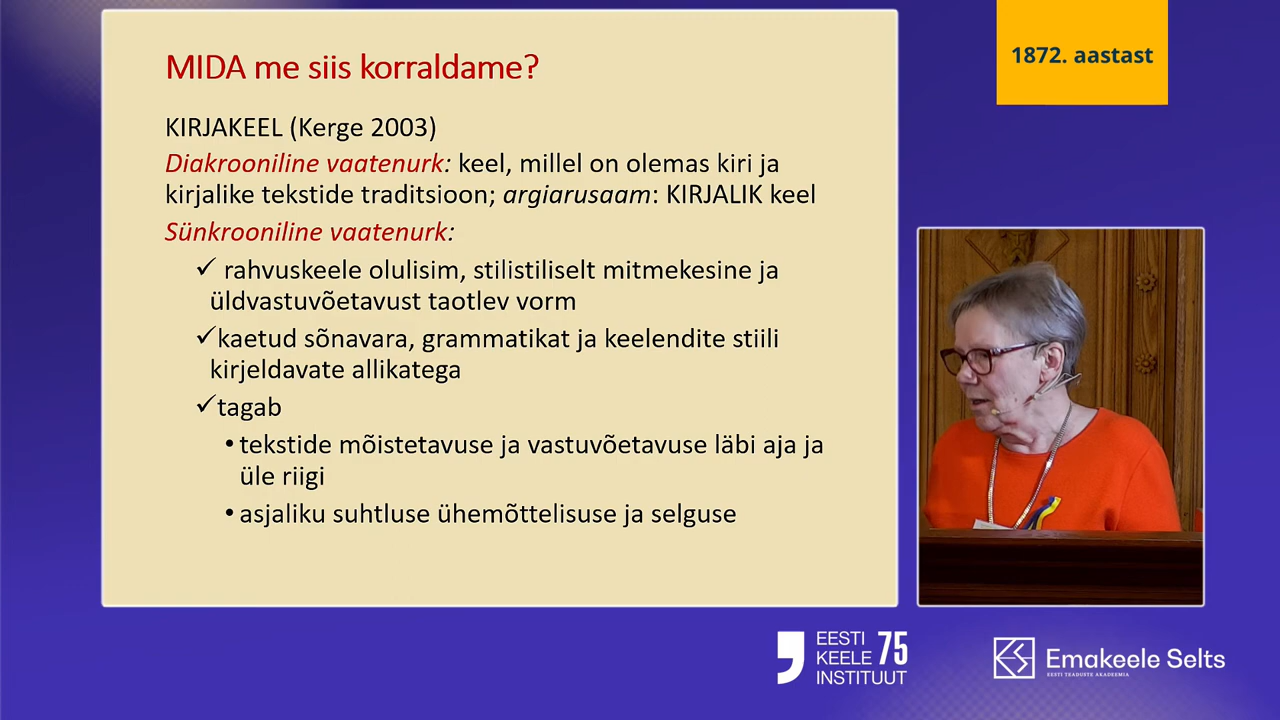 MIDA me siis korraldame?
KIRJAKEEL (Kerge 2003)
Diakrooniline vaatenurk: keel, millel on olemas kiri ja
kirjalike tekstide traditsioon; argiarusaam: KIRJALIK keel
Sünkrooniline vaatenurk:
✓ rahvuskeele olulisim, stilistiliselt mitmekesine ja
üldvastuvõetavust taotlev vorm
✓kaetud sõnavara, grammatikat ja keelendite stiili
kirjeldavate allikatega
✓tagab
• tekstide mõistetavuse ja vastuvõetavuse läbi aja ja
üle riigi
• asjaliku suhtluse ühemõttelisuse ja selguse
1872. aastast
EESTI
KEELE 75
INSTITUUT
Emakeele Selts
EESTI TEADUSTE AKADEEMIA